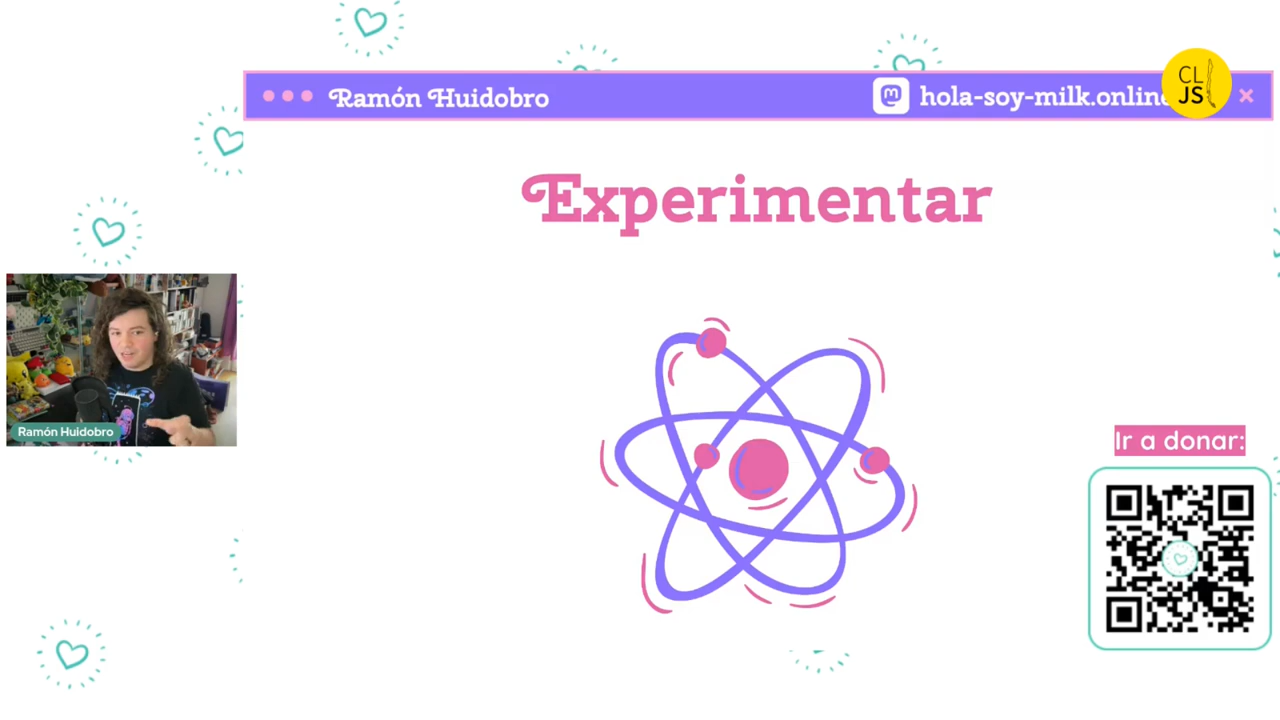 Ramón Huidobro
hola-soy-milk.online
CL
JS
Experimentar
Ramón Huidobro
Ir a donar: